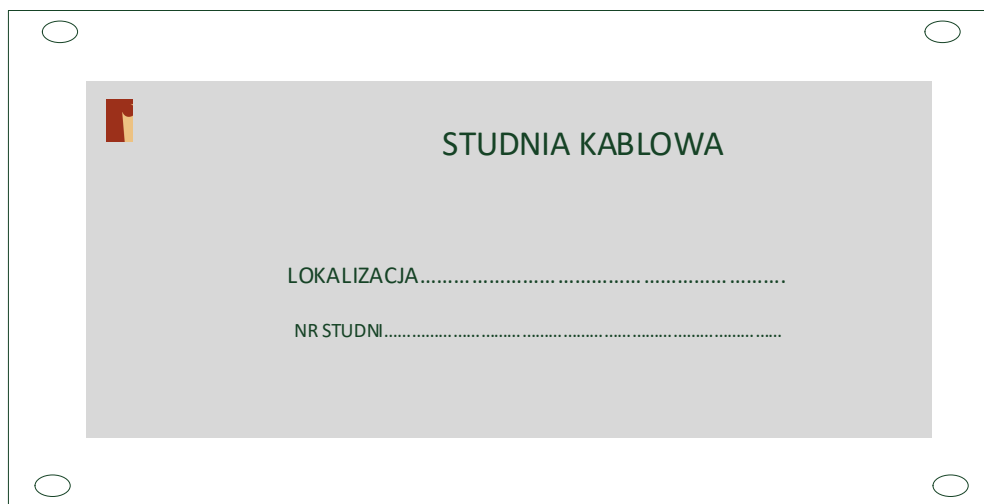 STUDNIA KABLOWA
LOKALIZACJA……………………………………………………….
NR STUDNI………………………………………………………………